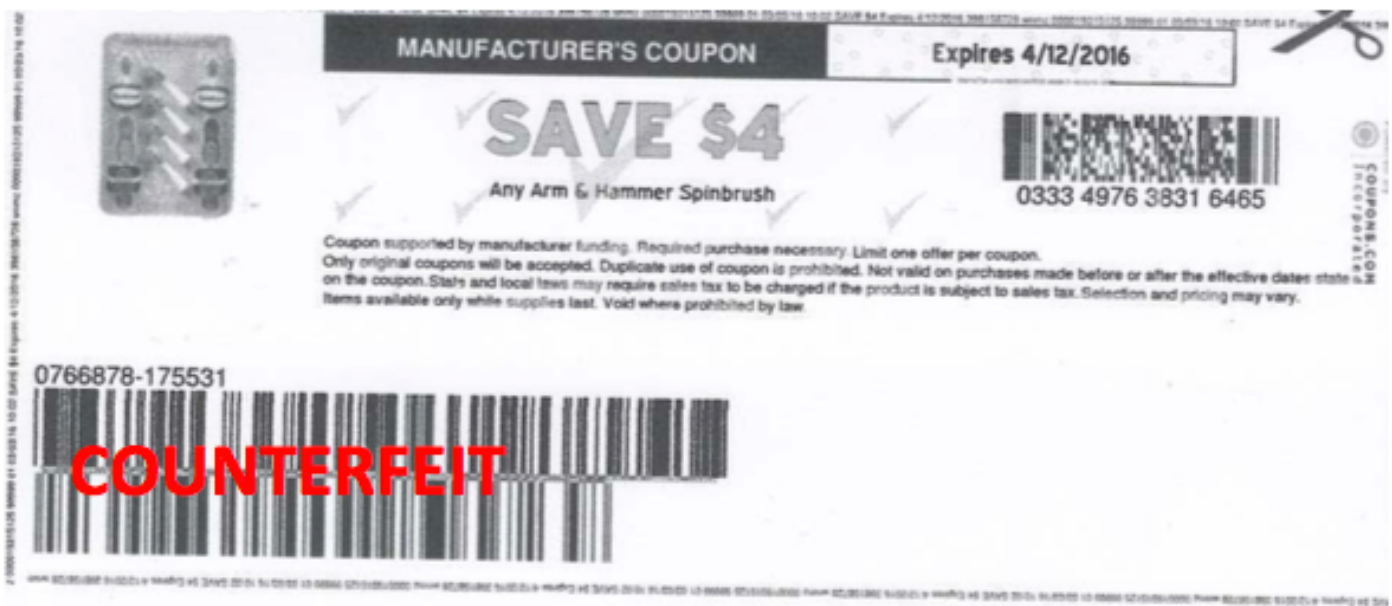 MANUFACTURER'S COUPON
Expires 4/12/2016
SAVE $4
Any Arm & Hammer Spinbrush
0333 4976 3831 6465
COUPONS.COM
Incorporated
Coupon supported by manufacturer funding. Required purchase necessary. Limit one offer per coupon.
Only original coupons will be accepted. Duplicate use of coupon is prohibited. Not valid on purchases made before or after the effective dates state
on the coupon.State and local laws may require sales tax to be charged if the product is subject to sales tax.Selection and pricing may vary.
Items available only while supplies last. Void where prohibited by law.
0766878-175531
COUNTERFEIT